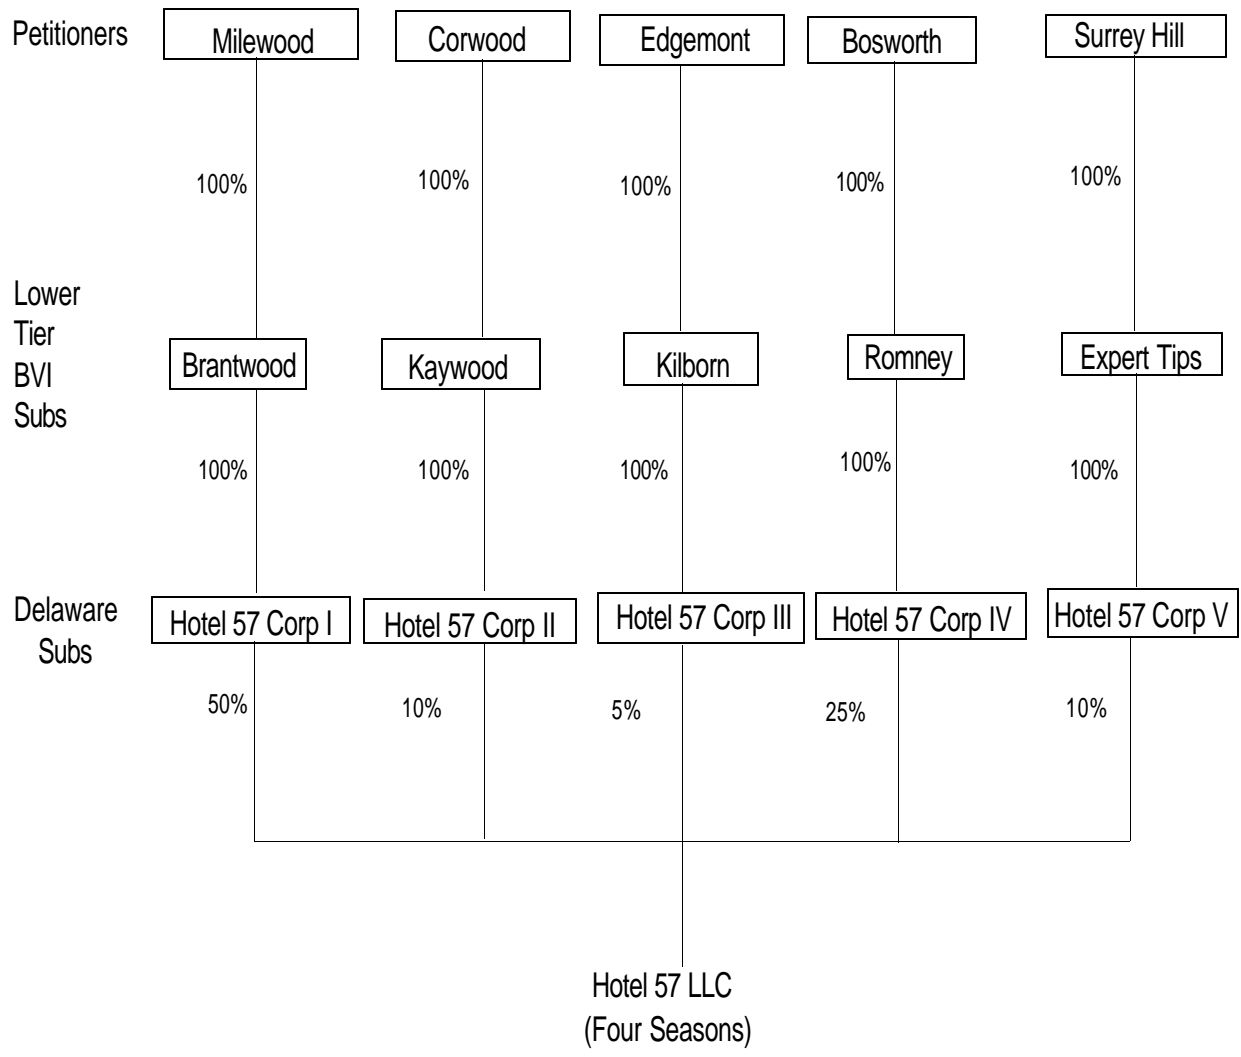 Petitioners
Milewood
Corwood
Edgemont
Bosworth
Surrey Hill
100%
100%
100%
100%
100%
Lower
Tier
BVI
Subs
Brantwood
Kaywood
Kilborn
Romney
Expert Tips
100%
100%
100%
100%
100%
Delaware
Subs
Hotel 57 Corp I
Hotel 57 Corp II
Hotel 57 Corp III
Hotel 57 Corp IV
Hotel 57 Corp V
50%
10%
5%
25%
10%
Hotel 57 LLC
(Four Seasons)